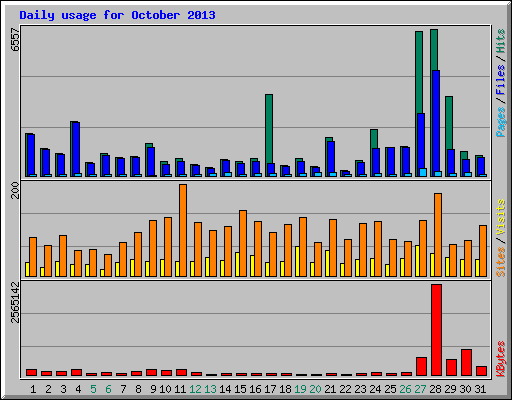 Daily usage for October 2013
6557
Pages / Files / Hits
200
Sites / Visits
2565142
KBytes
1 2 3 4 5 6 7 8 9 10 11 12 13 14 15 16 17 18 19 20 21 22 23 24 25 26 27 28 29 30 31